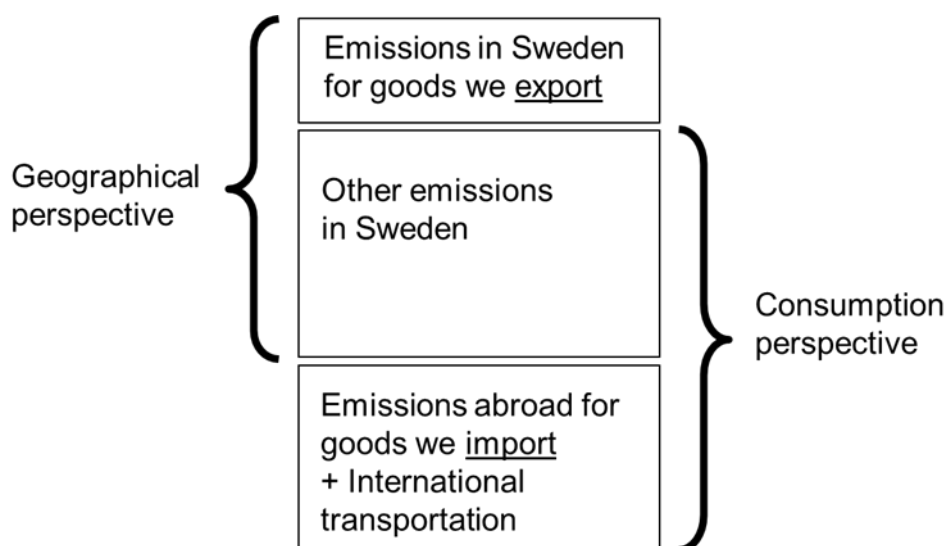 Emissions in Sweden
for goods we export
Geographical
perspective
Other emissions
in Sweden
Consumption
perspective
Emissions abroad for
goods we import
+ International
transportation